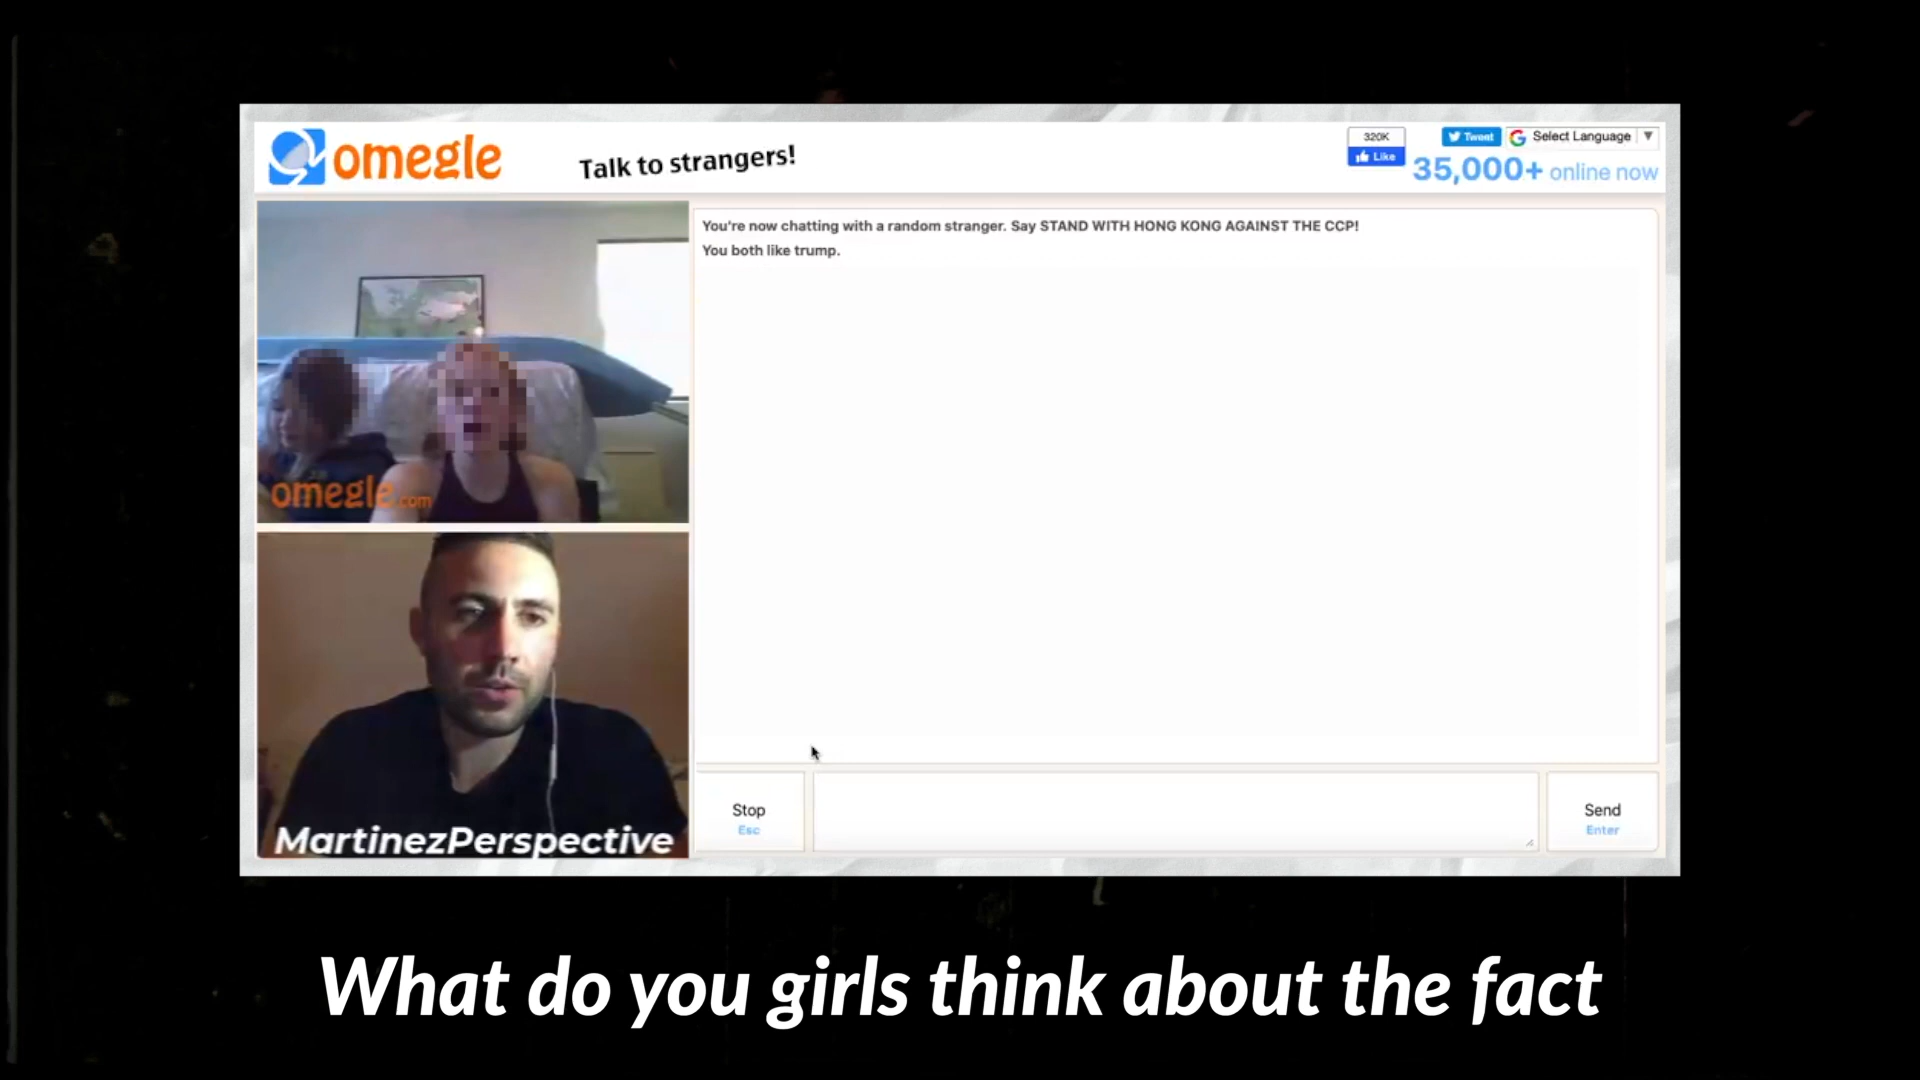 omegle
Talk to strangers!
320K
Like
Tweet
Select Language ▼
35,000+ online now
You're now chatting with a random stranger. Say STAND WITH HONG KONG AGAINST THE CCP!
You both like trump.
omegle.com
MartinezPerspective
Stop
Esc
Send
Enter
What do you girls think about the fact